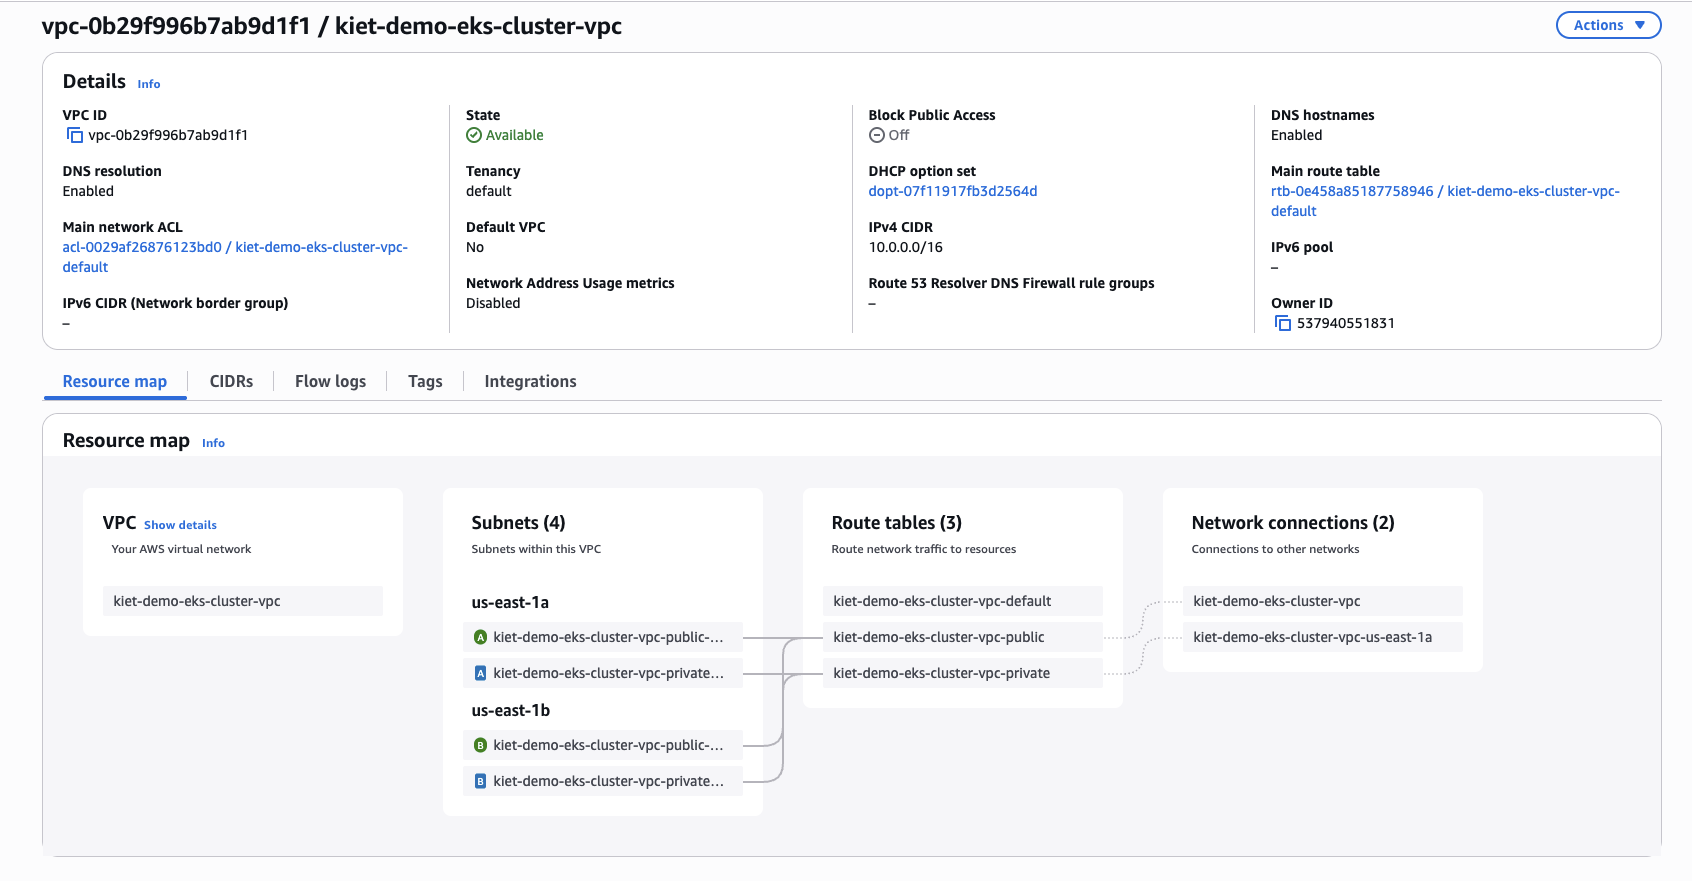 vpc-0b29f996b7ab9d1f1 / kiet-demo-eks-cluster-vpc
Actions
Details Info
VPC ID
vpc-0b29f996b7ab9d1f1
State
Available
Block Public Access
Off
DNS hostnames
Enabled
DNS resolution
Enabled
Tenancy
default
DHCP option set
dopt-07f11917fb3d2564d
Main route table
rtb-0e458a85187758946 / kiet-demo-eks-cluster-vpc-
default
Main network ACL
acl-0029af26876123bd0 / kiet-demo-eks-cluster-vpc-
default
Default VPC
No
IPv4 CIDR
10.0.0.0/16
IPv6 pool
–
IPv6 CIDR (Network border group)
–
Network Address Usage metrics
Disabled
Route 53 Resolver DNS Firewall rule groups
–
Owner ID
537940551831
Resource map
CIDRs
Flow logs
Tags
Integrations
Resource map Info
VPC Show details
Your AWS virtual network
kiet-demo-eks-cluster-vpc
Subnets (4)
Subnets within this VPC
us-east-1a
A kiet-demo-eks-cluster-vpc-public-...
A kiet-demo-eks-cluster-vpc-private...
us-east-1b
B kiet-demo-eks-cluster-vpc-public-...
B kiet-demo-eks-cluster-vpc-private...
Route tables (3)
Route network traffic to resources
kiet-demo-eks-cluster-vpc-default
kiet-demo-eks-cluster-vpc-public
kiet-demo-eks-cluster-vpc-private
Network connections (2)
Connections to other networks
kiet-demo-eks-cluster-vpc
kiet-demo-eks-cluster-vpc-us-east-1a